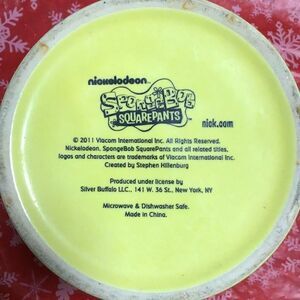 nickelodeon™
SpongeBob
SQUAREPANTS
nick.com
© 2011 Viacom International Inc. All Rights Reserved.
Nickelodeon, SpongeBob SquarePants and all related titles,
logos and characters are trademarks of Viacom International Inc.
Created by Stephen Hillenburg
Produced under license by
Silver Buffalo LLC., 141 W. 36 St., New York, NY
Microwave & Dishwasher Safe.
Made in China.